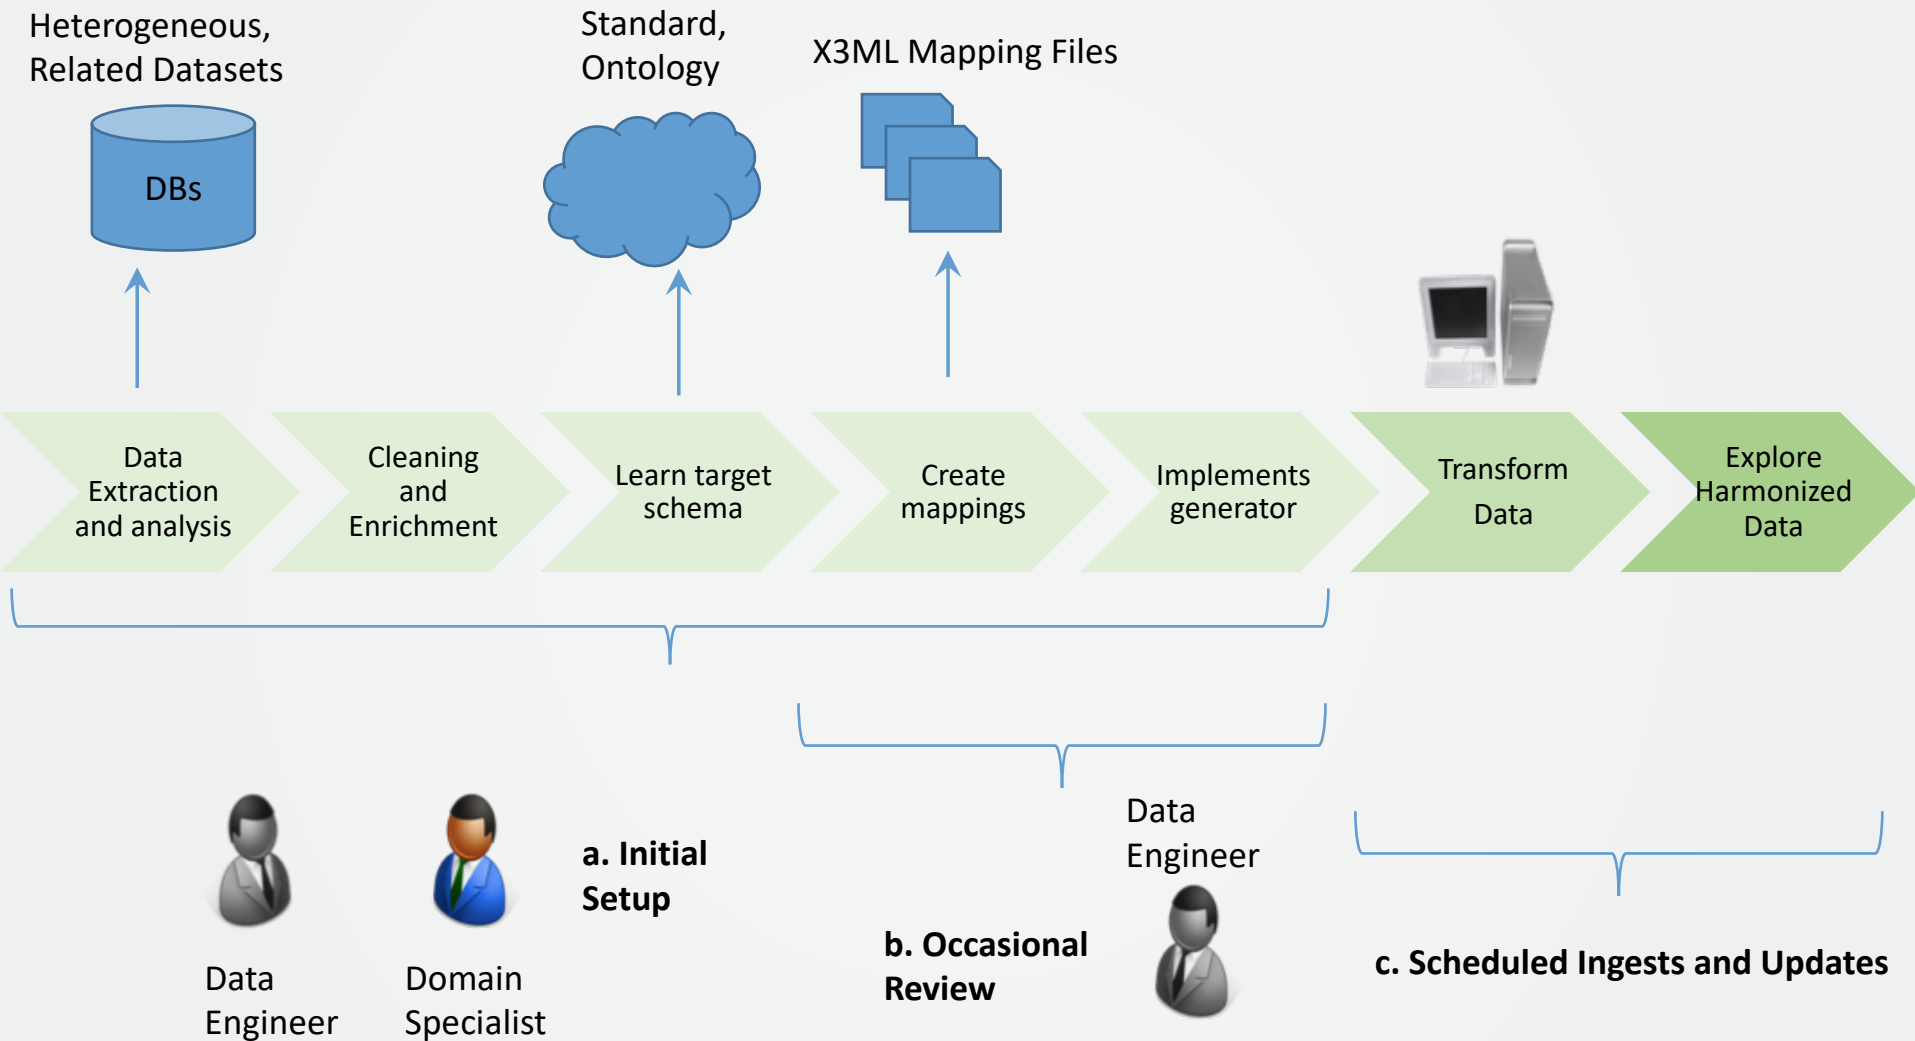 Heterogeneous,
Related Datasets
Standard,
Ontology
X3ML Mapping Files
DBs
Data
Extraction
and analysis
Cleaning
and
Enrichment
Learn target
schema
Create
mappings
Implements
generator
Transform
Data
Explore
Harmonized
Data
Data
Engineer
Domain
Specialist
a. Initial
Setup
b. Occasional
Review
Data
Engineer
c. Scheduled Ingests and Updates